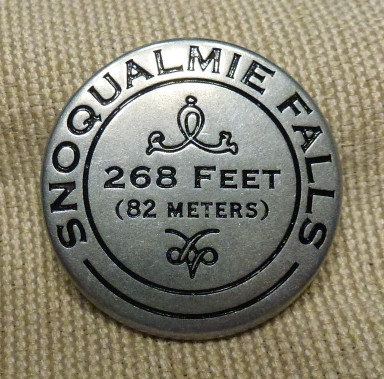 SNOQUALMIE FALLS
268 FEET
(82 METERS)